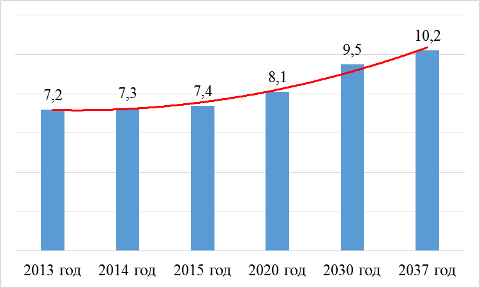 7,2
7,3
7,4
8,1
9,5
10,2
2013 год
2014 год
2015 год
2020 год
2030 год
2037 год